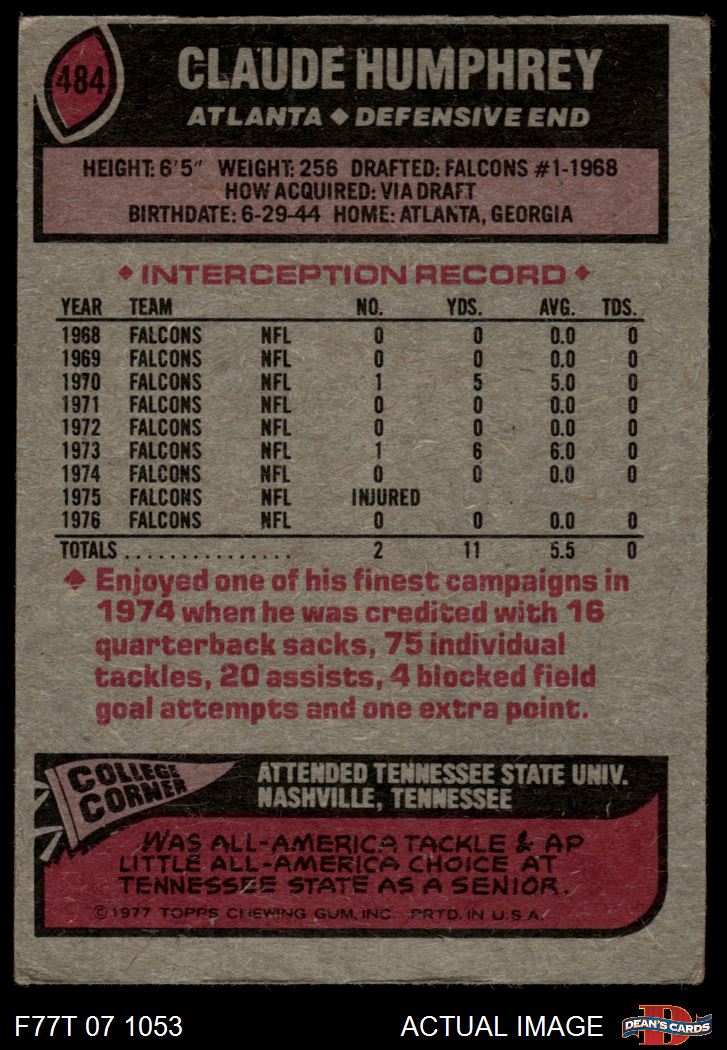 484
CLAUDE HUMPHREY
ATLANTA ◆ DEFENSIVE END
HEIGHT: 6'5" WEIGHT: 256 DRAFTED: FALCONS #1-1968
HOW ACQUIRED: VIA DRAFT
BIRTHDATE: 6-29-44 HOME: ATLANTA, GEORGIA
◆ INTERCEPTION RECORD ◆
YEAR TEAM NO. YDS. AVG. TDS.
1968 FALCONS NFL 0 0 0.0 0
1969 FALCONS NFL 0 0 0.0 0
1970 FALCONS NFL 1 5 5.0 0
1971 FALCONS NFL 0 0 0.0 0
1972 FALCONS NFL 0 0 0.0 0
1973 FALCONS NFL 1 6 6.0 0
1974 FALCONS NFL 0 0 0.0 0
1975 FALCONS NFL INJURED
1976 FALCONS NFL 0 0 0.0 0
TOTALS ............... 2 11 5.5 0
◆ Enjoyed one of his finest campaigns in
1974 when he was credited with 16
quarterback sacks, 75 individual
tackles, 20 assists, 4 blocked field
goal attempts and one extra point.
COLLEGE
CORNER
ATTENDED TENNESSEE STATE UNIV.
NASHVILLE, TENNESSEE
WAS ALL-AMERICA TACKLE & AP
LITTLE ALL-AMERICA CHOICE AT
TENNESSEE STATE AS A SENIOR.
© 1977 TOPPS CHEWING GUM, INC. PRTD. IN U.S.A.
F77T 07 1053
ACTUAL IMAGE
D
DEAN'S CARDS